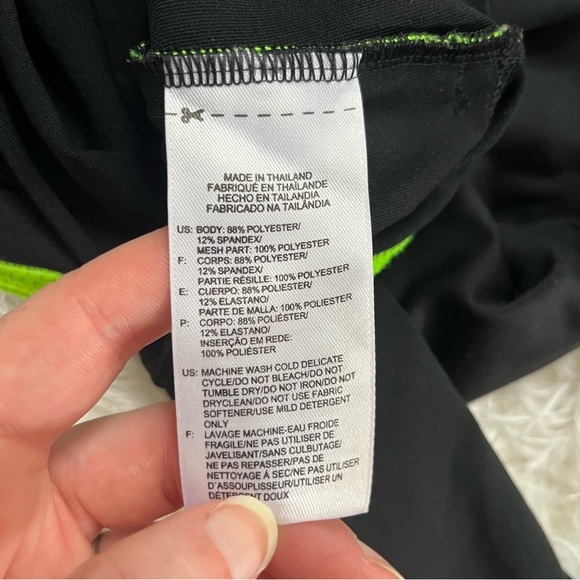 MADE IN THAILAND
FABRIQUÉ EN THAÏLANDE
HECHO EN TAILANDIA
FABRICADO NA TAILÂNDIA
US: BODY: 88% POLYESTER/
12% SPANDEX/
MESH PART: 100% POLYESTER
F: CORPS: 88% POLYESTER/
12% SPANDEX/
PARTIE RÉSILLE: 100% POLYESTER
E: CUERPO: 88% POLIESTER/
12% ELASTANO/
PARTE DE MALLA: 100% POLIESTER
P: CORPO: 88% POLIÉSTER/
12% ELASTANO/
INSERÇÃO EM REDE:
100% POLIÉSTER
US: MACHINE WASH COLD DELICATE
CYCLE/DO NOT BLEACH/DO NOT
TUMBLE DRY/DO NOT IRON/DO NOT
DRYCLEAN/DO NOT USE FABRIC
SOFTENER/USE MILD DETERGENT
ONLY
F: LAVAGE MACHINE-EAU FROIDE
FRAGILE/NE PAS UTILISER DE
JAVELISANT/SANS CULBUTAGE/
NE PAS REPASSER/PAS DE
NETTOYAGE À SEC/NE PAS UTILISER
D'ASSOUPLISSEUR/UTILISER UN
DÉTERGENT DOUX